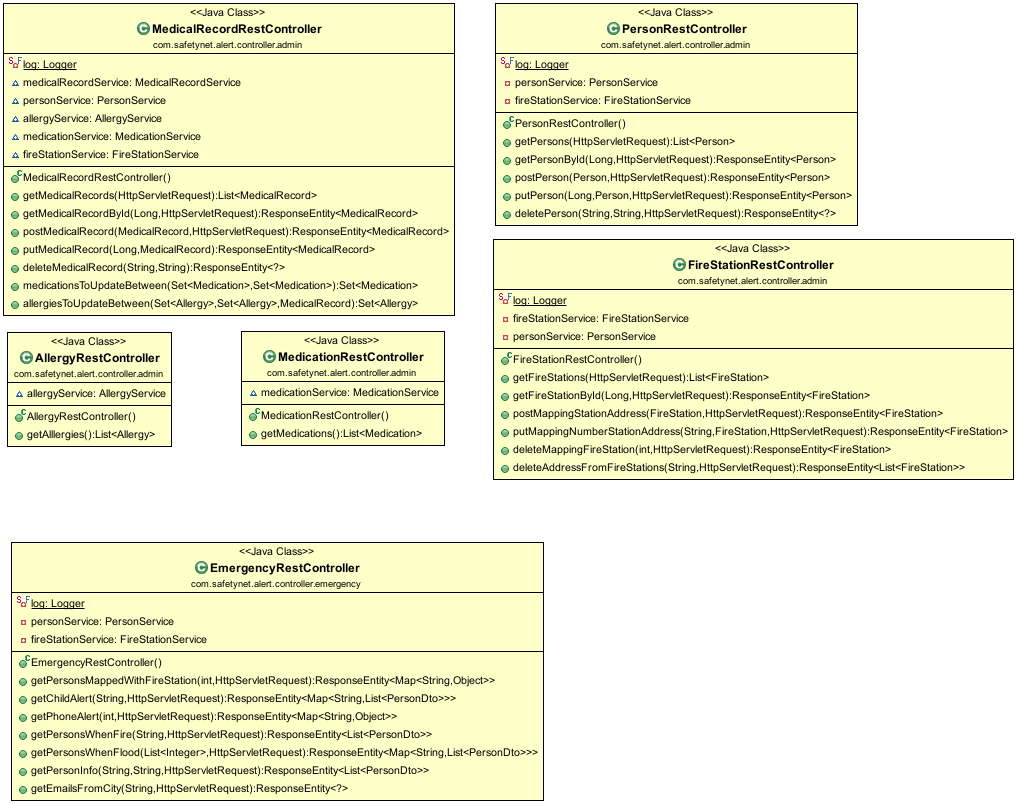 <<Java Class>>
MedicalRecordRestController
com.safetynet.alert.controller.admin
log: Logger
medicalRecordService: MedicalRecordService
personService: PersonService
allergyService: AllergyService
medicationService: MedicationService
fireStationService: FireStationService
MedicalRecordRestController()
getMedicalRecords(HttpServletRequest):List<MedicalRecord>
getMedicalRecordById(Long,HttpServletRequest):ResponseEntity<MedicalRecord>
postMedicalRecord(MedicalRecord,HttpServletRequest):ResponseEntity<MedicalRecord>
putMedicalRecord(Long,MedicalRecord):ResponseEntity<MedicalRecord>
deleteMedicalRecord(String,String):ResponseEntity<?>
medicationsToUpdateBetween(Set<Medication>,Set<Medication>):Set<Medication>
allergiesToUpdateBetween(Set<Allergy>,Set<Allergy>,MedicalRecord):Set<Allergy>
<<Java Class>>
PersonRestController
com.safetynet.alert.controller.admin
log: Logger
personService: PersonService
fireStationService: FireStationService
PersonRestController()
getPersons(HttpServletRequest):List<Person>
getPersonById(Long,HttpServletRequest):ResponseEntity<Person>
postPerson(Person,HttpServletRequest):ResponseEntity<Person>
putPerson(Long,Person,HttpServletRequest):ResponseEntity<Person>
deletePerson(String,String,HttpServletRequest):ResponseEntity<?>
<<Java Class>>
FireStationRestController
com.safetynet.alert.controller.admin
log: Logger
fireStationService: FireStationService
personService: PersonService
FireStationRestController()
getFireStations(HttpServletRequest):List<FireStation>
getFireStationById(Long,HttpServletRequest):ResponseEntity<FireStation>
postMappingStationAddress(FireStation,HttpServletRequest):ResponseEntity<FireStation>
putMappingNumberStationAddress(String,FireStation,HttpServletRequest):ResponseEntity<FireStation>
deleteMappingFireStation(int,HttpServletRequest):ResponseEntity<FireStation>
deleteAddressFromFireStations(String,HttpServletRequest):ResponseEntity<List<FireStation>>
<<Java Class>>
AllergyRestController
com.safetynet.alert.controller.admin
allergyService: AllergyService
AllergyRestController()
getAlllergies():List<Allergy>
<<Java Class>>
MedicationRestController
com.safetynet.alert.controller.admin
medicationService: MedicationService
MedicationRestController()
getMedications():List<Medication>
<<Java Class>>
EmergencyRestController
com.safetynet.alert.controller.emergency
log: Logger
personService: PersonService
fireStationService: FireStationService
EmergencyRestController()
getPersonsMappedWithFireStation(int,HttpServletRequest):ResponseEntity<Map<String,Object>>
getChildAlert(String,HttpServletRequest):ResponseEntity<Map<String,List<PersonDto>>>
getPhoneAlert(int,HttpServletRequest):ResponseEntity<Map<String,Object>>
getPersonsWhenFire(String,HttpServletRequest):ResponseEntity<List<PersonDto>>
getPersonsWhenFlood(List<Integer>,HttpServletRequest):ResponseEntity<Map<String,List<PersonDto>>>
getPersonInfo(String,String,HttpServletRequest):ResponseEntity<List<PersonDto>>
getEmailsFromCity(String,HttpServletRequest):ResponseEntity<?>